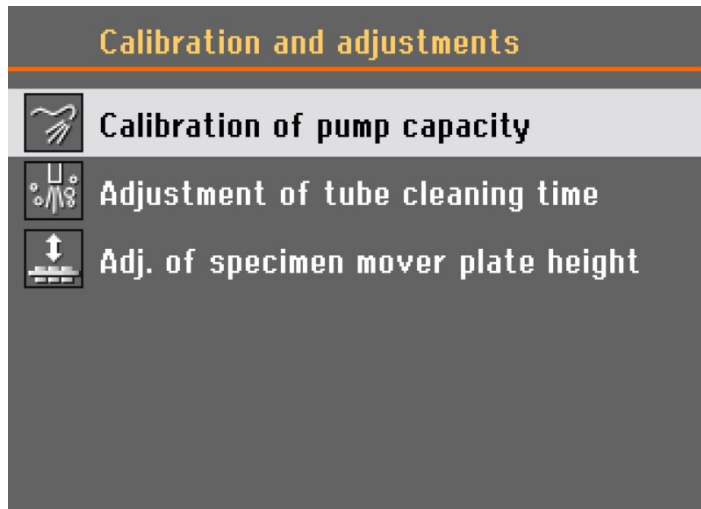 Calibration and adjustments
Calibration of pump capacity
Adjustment of tube cleaning time
Adj. of specimen mover plate height